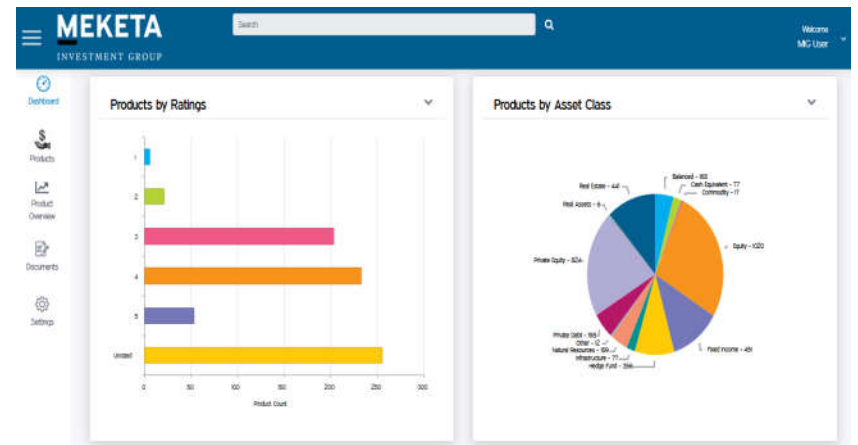 MEKETA
INVESTMENT GROUP
Search
Welcome
MIG User
Dashboard
Products
Product
Overview
Documents
Settings
Products by Ratings
1
2
3
4
5
Unrated
0
50
100
150
200
250
300
Product Count
Products by Asset Class
Balanced -
Cash Equivalent - 77
Commodity - 17
Equity - 1020
Fixed Income - 451
Hedge Fund -
Infrastructure - 77
Natural Resources -
Other - 12
Private Debt -
Private Equity -
Real Assets - 6
Real Estate - 441